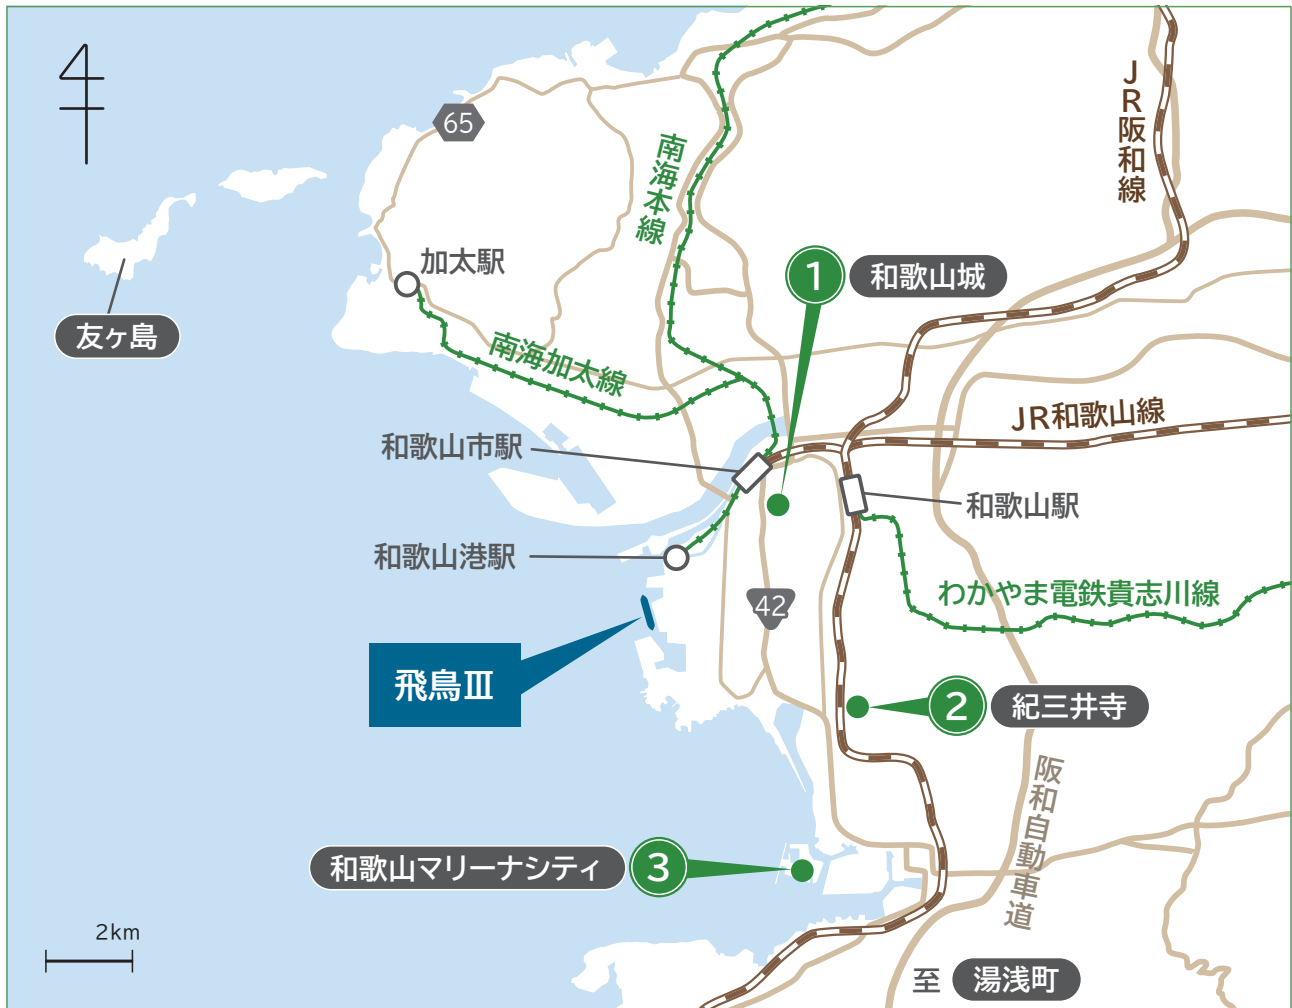 65
JR阪和線
南海本線
加太駅
1 和歌山城
友ヶ島
南海加太線
JR和歌山線
和歌山市駅
和歌山駅
和歌山港駅
わかやま電鉄貴志川線
42
飛鳥Ⅲ
2 紀三井寺
阪和自動車道
和歌山マリーナシティ 3
2km
至 湯浅町